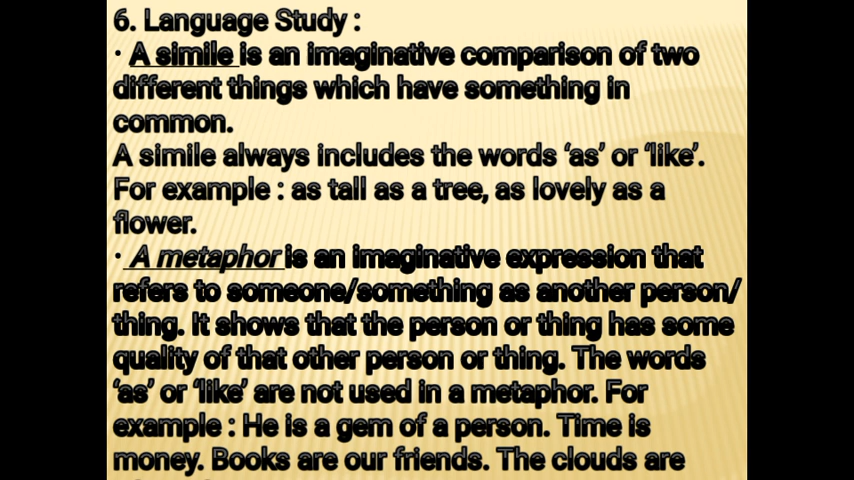 6. Language Study :
· A simile is an imaginative comparison of two
different things which have something in
common.
A simile always includes the words ‘as’ or ‘like’.
For example : as tall as a tree, as lovely as a
flower.
· A metaphor is an imaginative expression that
refers to someone/something as another person/
thing. It shows that the person or thing has some
quality of that other person or thing. The words
‘as’ or ‘like’ are not used in a metaphor. For
example : He is a gem of a person. Time is
money. Books are our friends. The clouds are